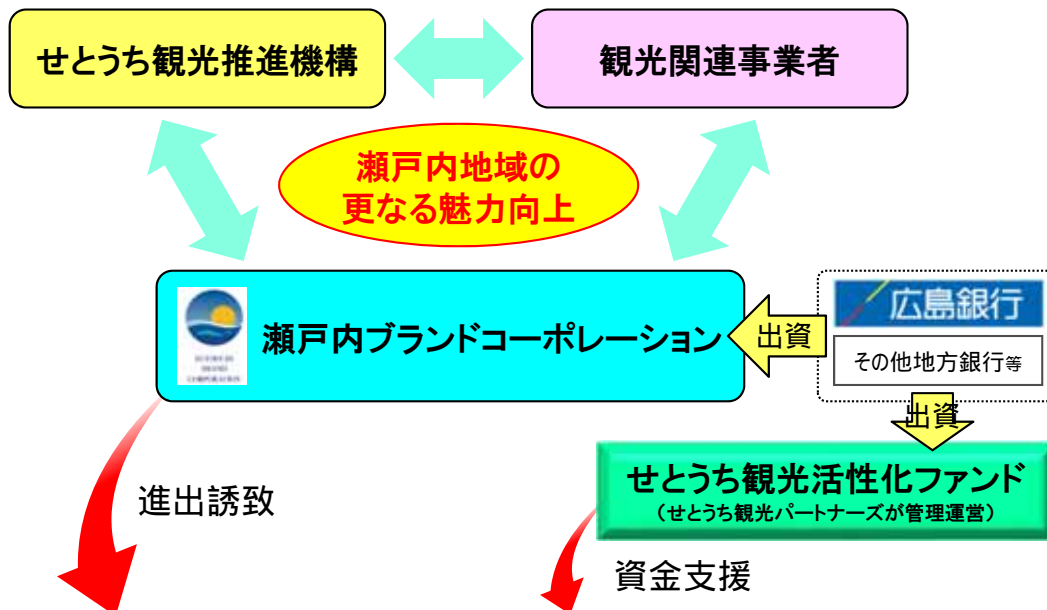 せとうち観光推進機構
観光関連事業者
瀬戸内地域の
更なる魅力向上
瀬戸内ブランドコーポレーション
出資
広島銀行
その他地方銀行等
出資
せとうち観光活性化ファンド
（せとうち観光パートナーズが管理運営）
進出誘致
資金支援